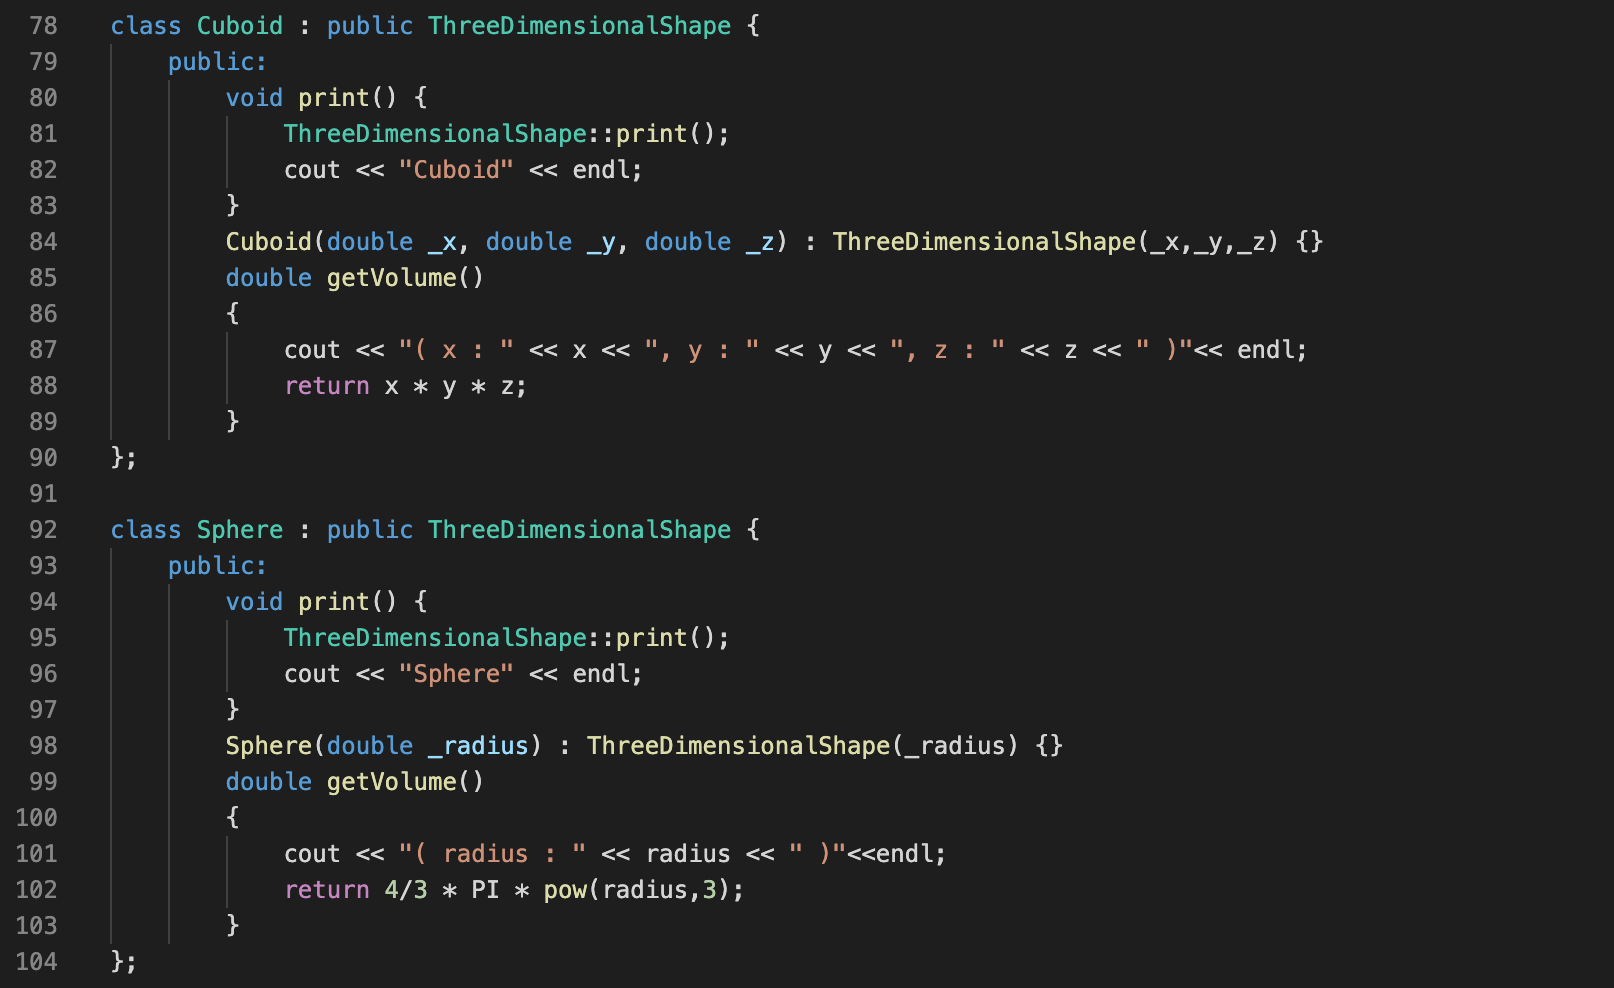 78 class Cuboid : public ThreeDimensionalShape {
79 public:
80 void print() {
81 ThreeDimensionalShape::print();
82 cout << "Cuboid" << endl;
83 }
84 Cuboid(double _x, double _y, double _z) : ThreeDimensionalShape(_x,_y,_z) {}
85 double getVolume()
86 {
87 cout << "( x : " << x << ", y : " << y << ", z : " << z << " )"<< endl;
88 return x * y * z;
89 }
90 };
91
92 class Sphere : public ThreeDimensionalShape {
93 public:
94 void print() {
95 ThreeDimensionalShape::print();
96 cout << "Sphere" << endl;
97 }
98 Sphere(double _radius) : ThreeDimensionalShape(_radius) {}
99 double getVolume()
100 {
101 cout << "( radius : " << radius << " )"<<endl;
102 return 4/3 * PI * pow(radius,3);
103 }
104 };